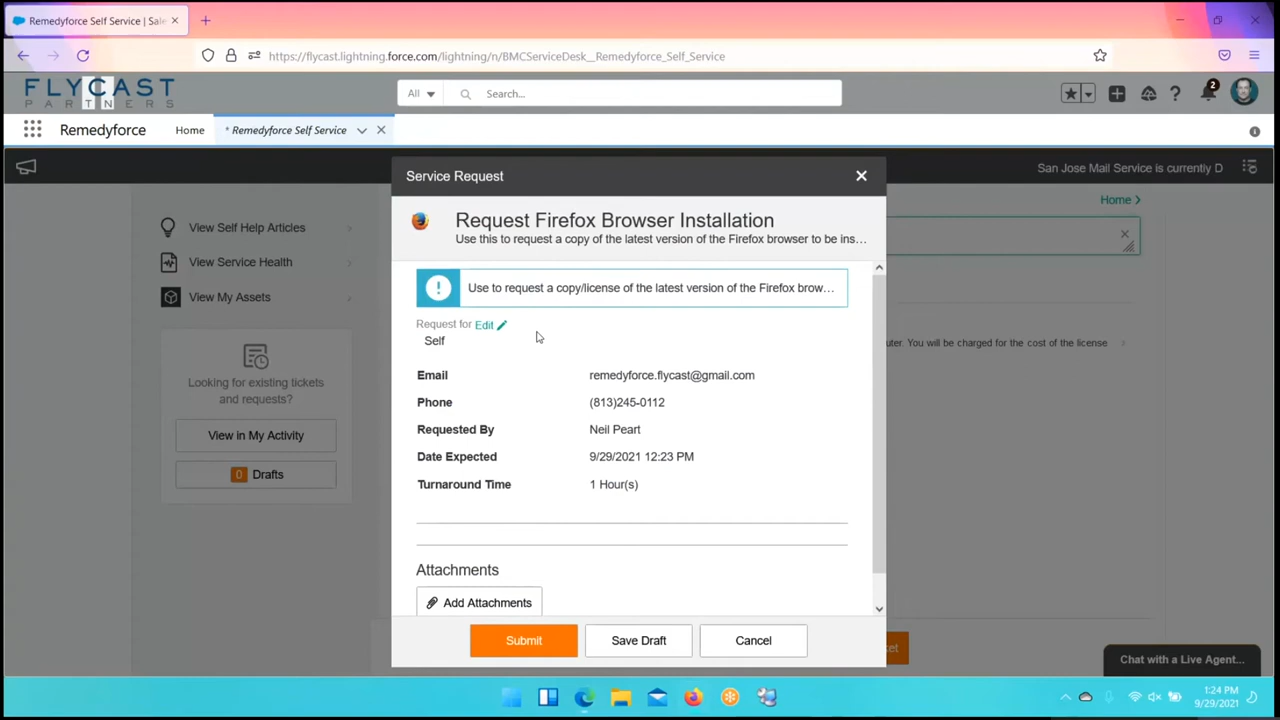 Remedyforce Self Service | Sale
https://flycast.lightning.force.com/lightning/n/BMCServiceDesk__Remedyforce_Self_Service
FLYCAST
PARTNERS
All
Search...
2
Remedyforce
Home
* Remedyforce Self Service
San Jose Mail Service is currently D
Service Request
Home
Request Firefox Browser Installation
Use this to request a copy of the latest version of the Firefox browser to be ins...
View Self Help Articles
View Service Health
View My Assets
Use to request a copy/license of the latest version of the Firefox brow...
Request for Edit
Self
uter. You will be charged for the cost of the license
Looking for existing tickets
and requests?
View in My Activity
0 Drafts
Email remedyforce.flycast@gmail.com
Phone (813)245-0112
Requested By Neil Peart
Date Expected 9/29/2021 12:23 PM
Turnaround Time 1 Hour(s)
Attachments
Add Attachments
Submit
Save Draft
Cancel
et
Chat with a Live Agent...
1:24 PM
9/29/2021